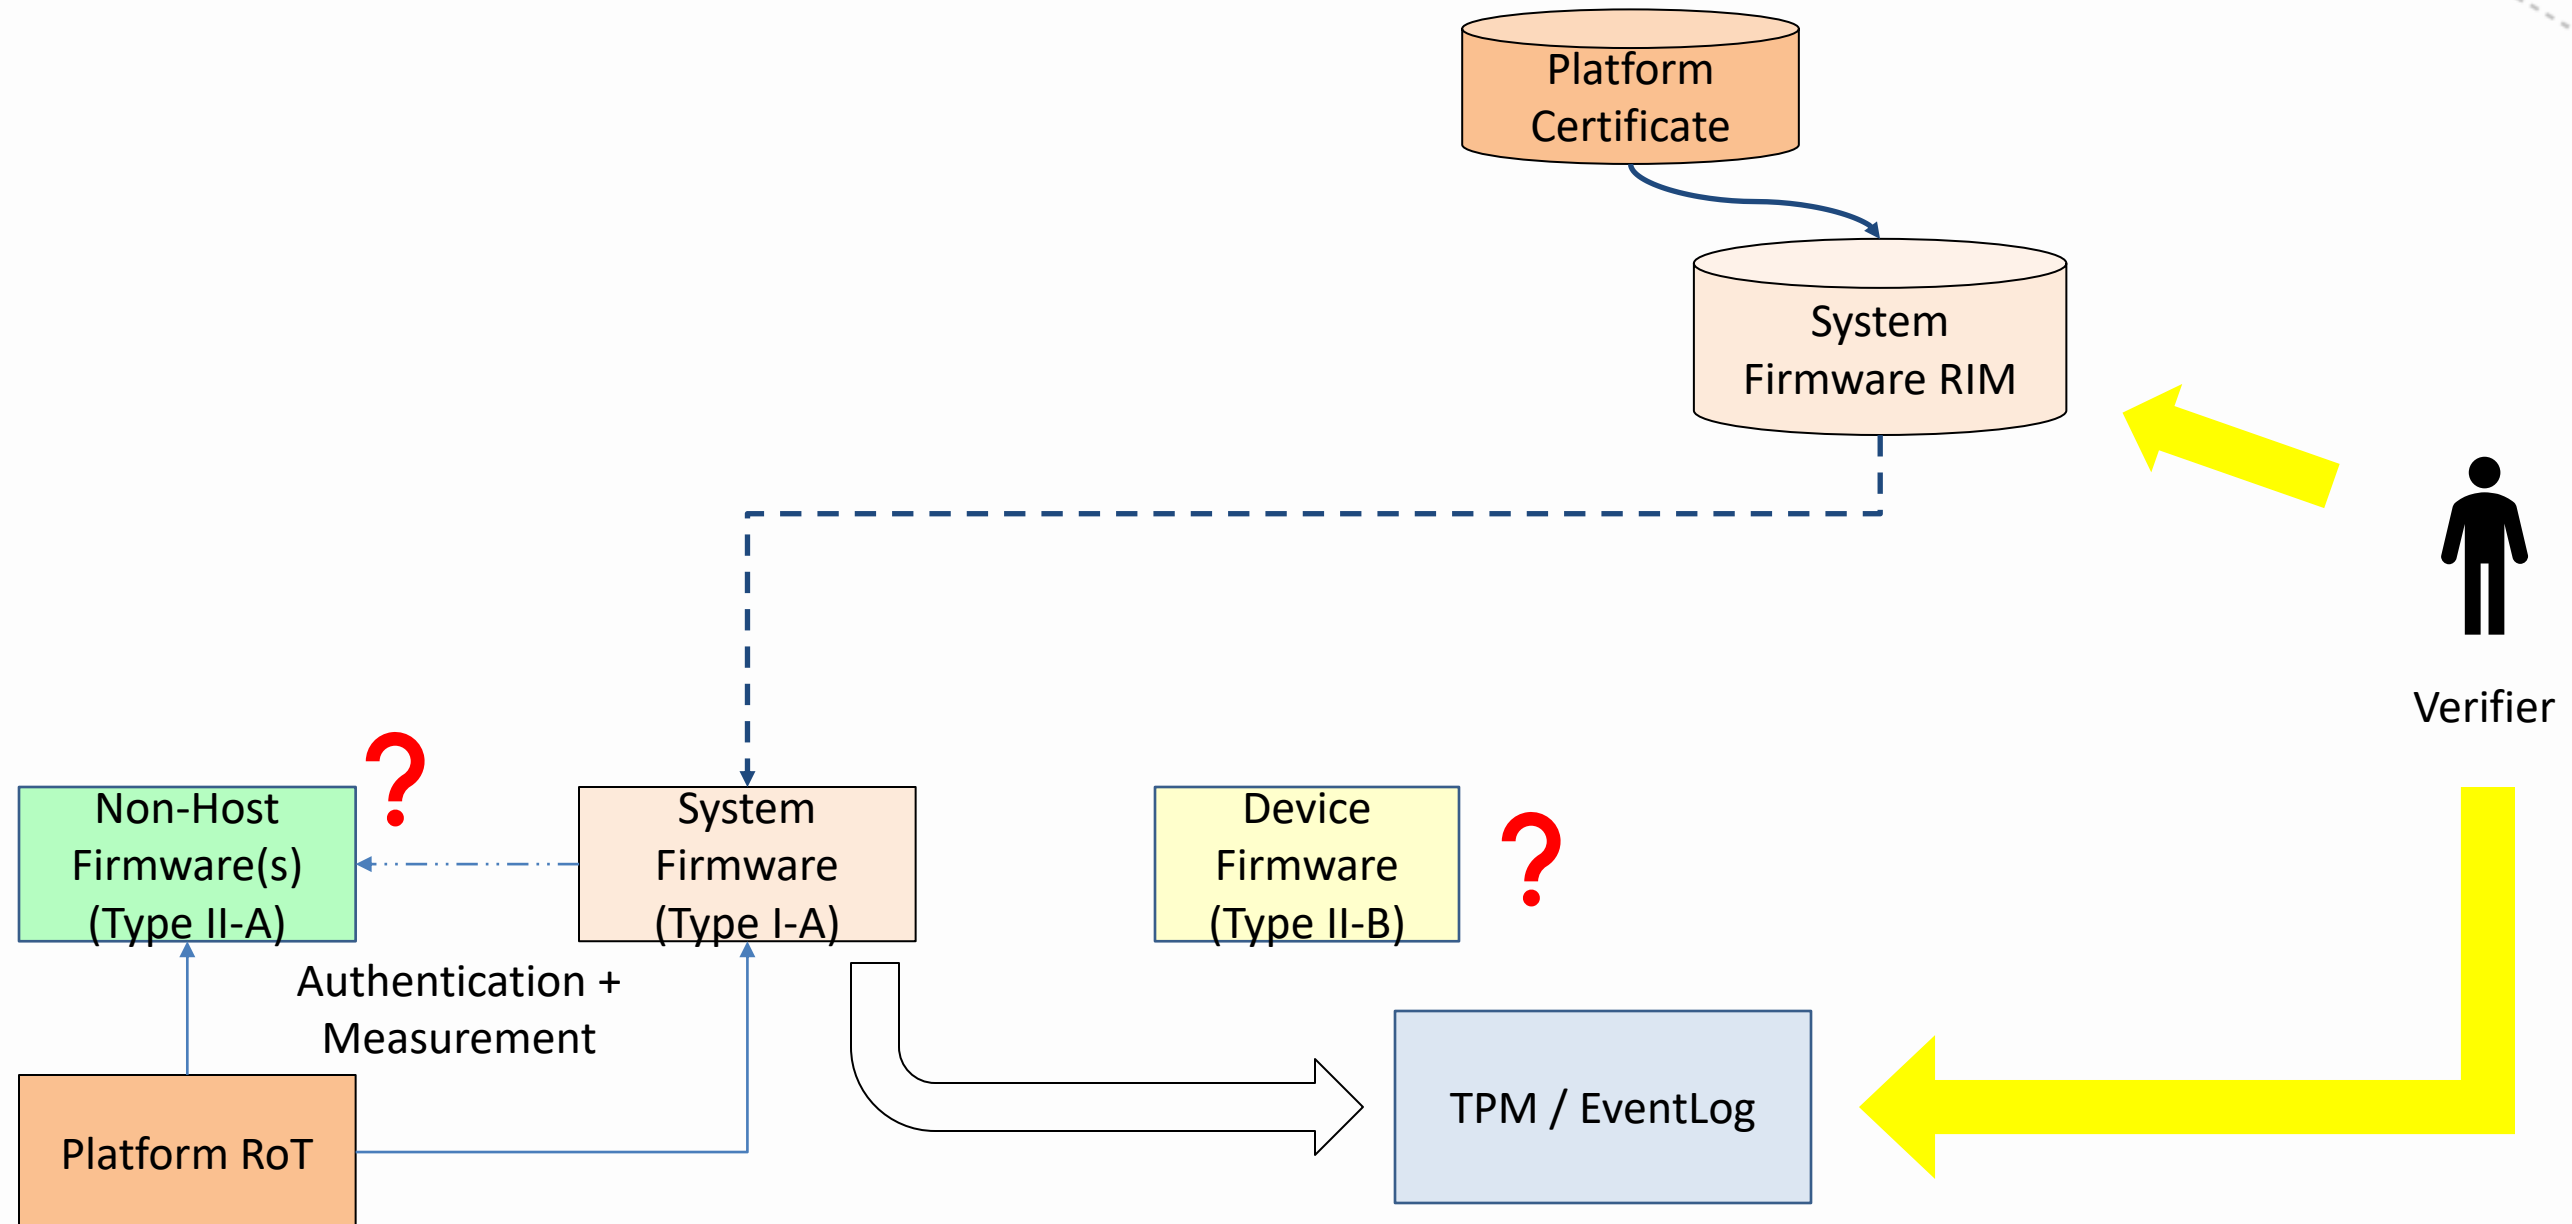 Platform
Certificate
System
Firmware RIM
Verifier
?
Non-Host
Firmware(s)
(Type II-A)
System
Firmware
(Type I-A)
Device
Firmware
(Type II-B)
?
Authentication +
Measurement
Platform RoT
TPM / EventLog